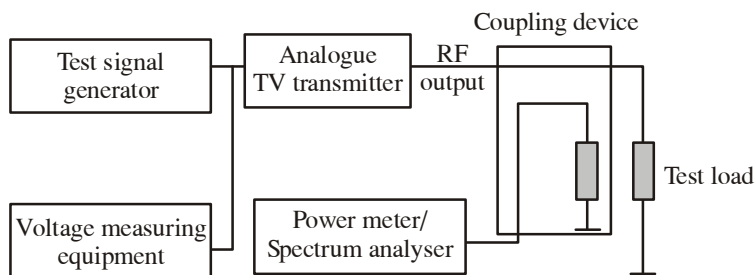 Coupling device
Test signal
generator
Analogue
TV transmitter
RF
output
Test load
Voltage measuring
equipment
Power meter/
Spectrum analyser